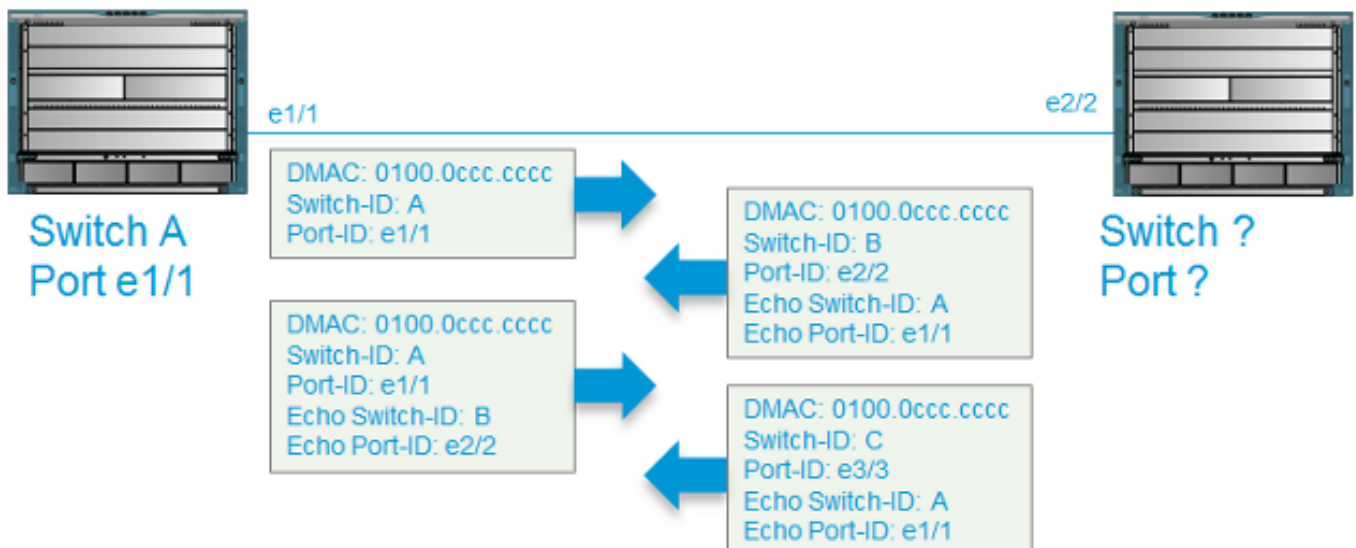 e1/1
e2/2
Switch A
Port e1/1
DMAC: 0100.0ccc.cccc
Switch-ID: A
Port-ID: e1/1
DMAC: 0100.0ccc.cccc
Switch-ID: B
Port-ID: e2/2
Echo Switch-ID: A
Echo Port-ID: e1/1
Switch ?
Port ?
DMAC: 0100.0ccc.cccc
Switch-ID: A
Port-ID: e1/1
Echo Switch-ID: B
Echo Port-ID: e2/2
DMAC: 0100.0ccc.cccc
Switch-ID: C
Port-ID: e3/3
Echo Switch-ID: A
Echo Port-ID: e1/1